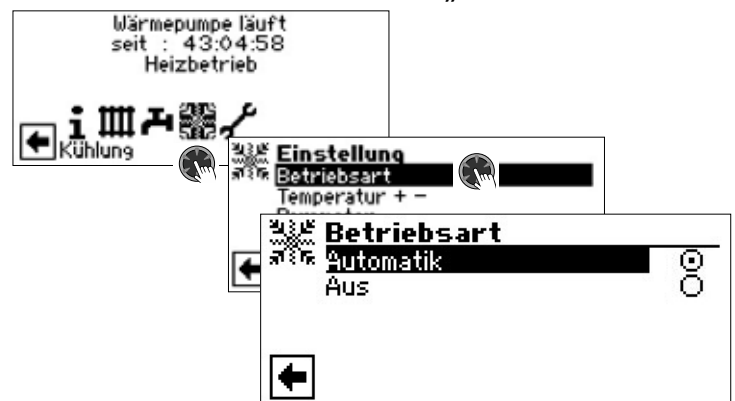 Wärmepumpe läuft
seit : 43:04:58
Heizbetrieb
Kühlung
Einstellung
Betriebsart
Temperatur + -
Betriebsart
Automatik
Aus